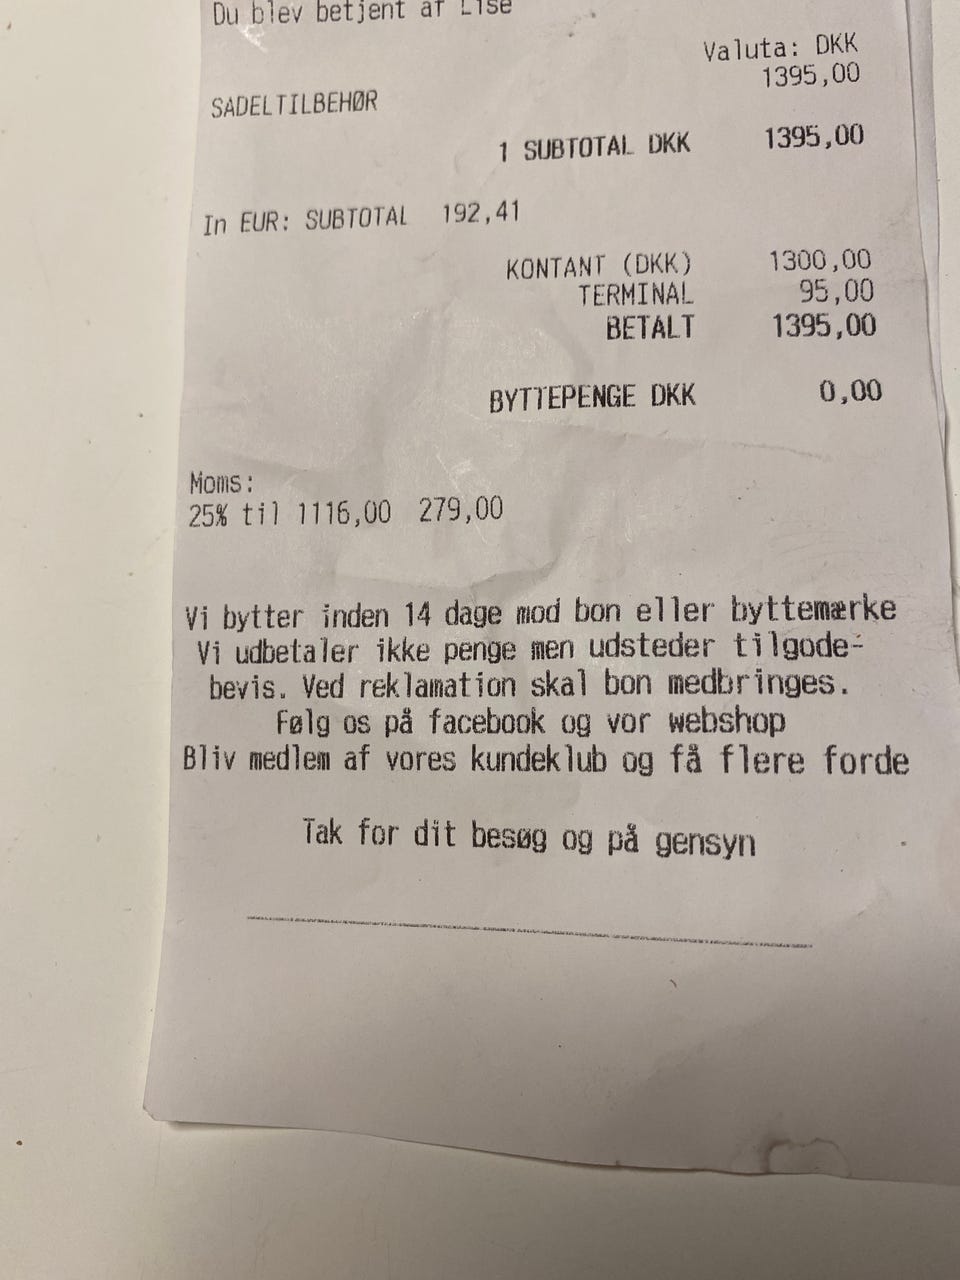 Du blev betjent af Lise
Valuta: DKK
1395,00
SADELTILBEHØR
1 SUBTOTAL DKK 1395,00
In EUR: SUBTOTAL 192,41
KONTANT (DKK) 1300,00
TERMINAL 95,00
BETALT 1395,00
BYTTEPENGE DKK 0,00
Moms:
25% til 1116,00 279,00
Vi bytter inden 14 dage mod bon eller byttemærke
Vi udbetaler ikke penge men udsteder tilgode-
bevis. Ved reklamation skal bon medbringes.
Følg os på facebook og vor webshop
Bliv medlem af vores kundeklub og få flere forde
Tak for dit besøg og på gensyn